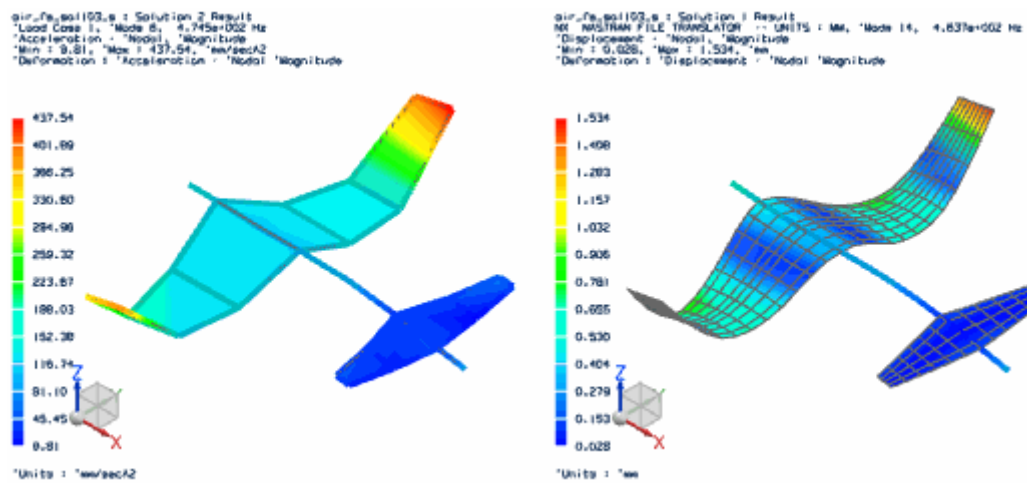 air_fe_sol103_s : Solution 2 Result
Load Case 1, Mode 8, 4.745e+002 Hz
Acceleration - Nodal, Magnitude
Min : 9.81, Max : 437.54, mm/sec^2
Deformation : Acceleration - Nodal Magnitude
437.54
401.89
366.25
330.60
294.96
259.32
223.67
188.03
152.38
116.74
81.10
45.45
9.81
Z
X
Units : mm/sec^2
air_fe_sol103_s : Solution 1 Result
NX NASTRAN FILE TRANSLATOR -- UNITS : MM, Mode 14, 4.637e+002 Hz
Displacement - Nodal, Magnitude
Min : 0.028, Max : 1.534, mm
Deformation : Displacement - Nodal Magnitude
1.534
1.408
1.283
1.157
1.032
0.906
0.781
0.655
0.530
0.404
0.279
0.153
0.028
Z
X
Units : mm